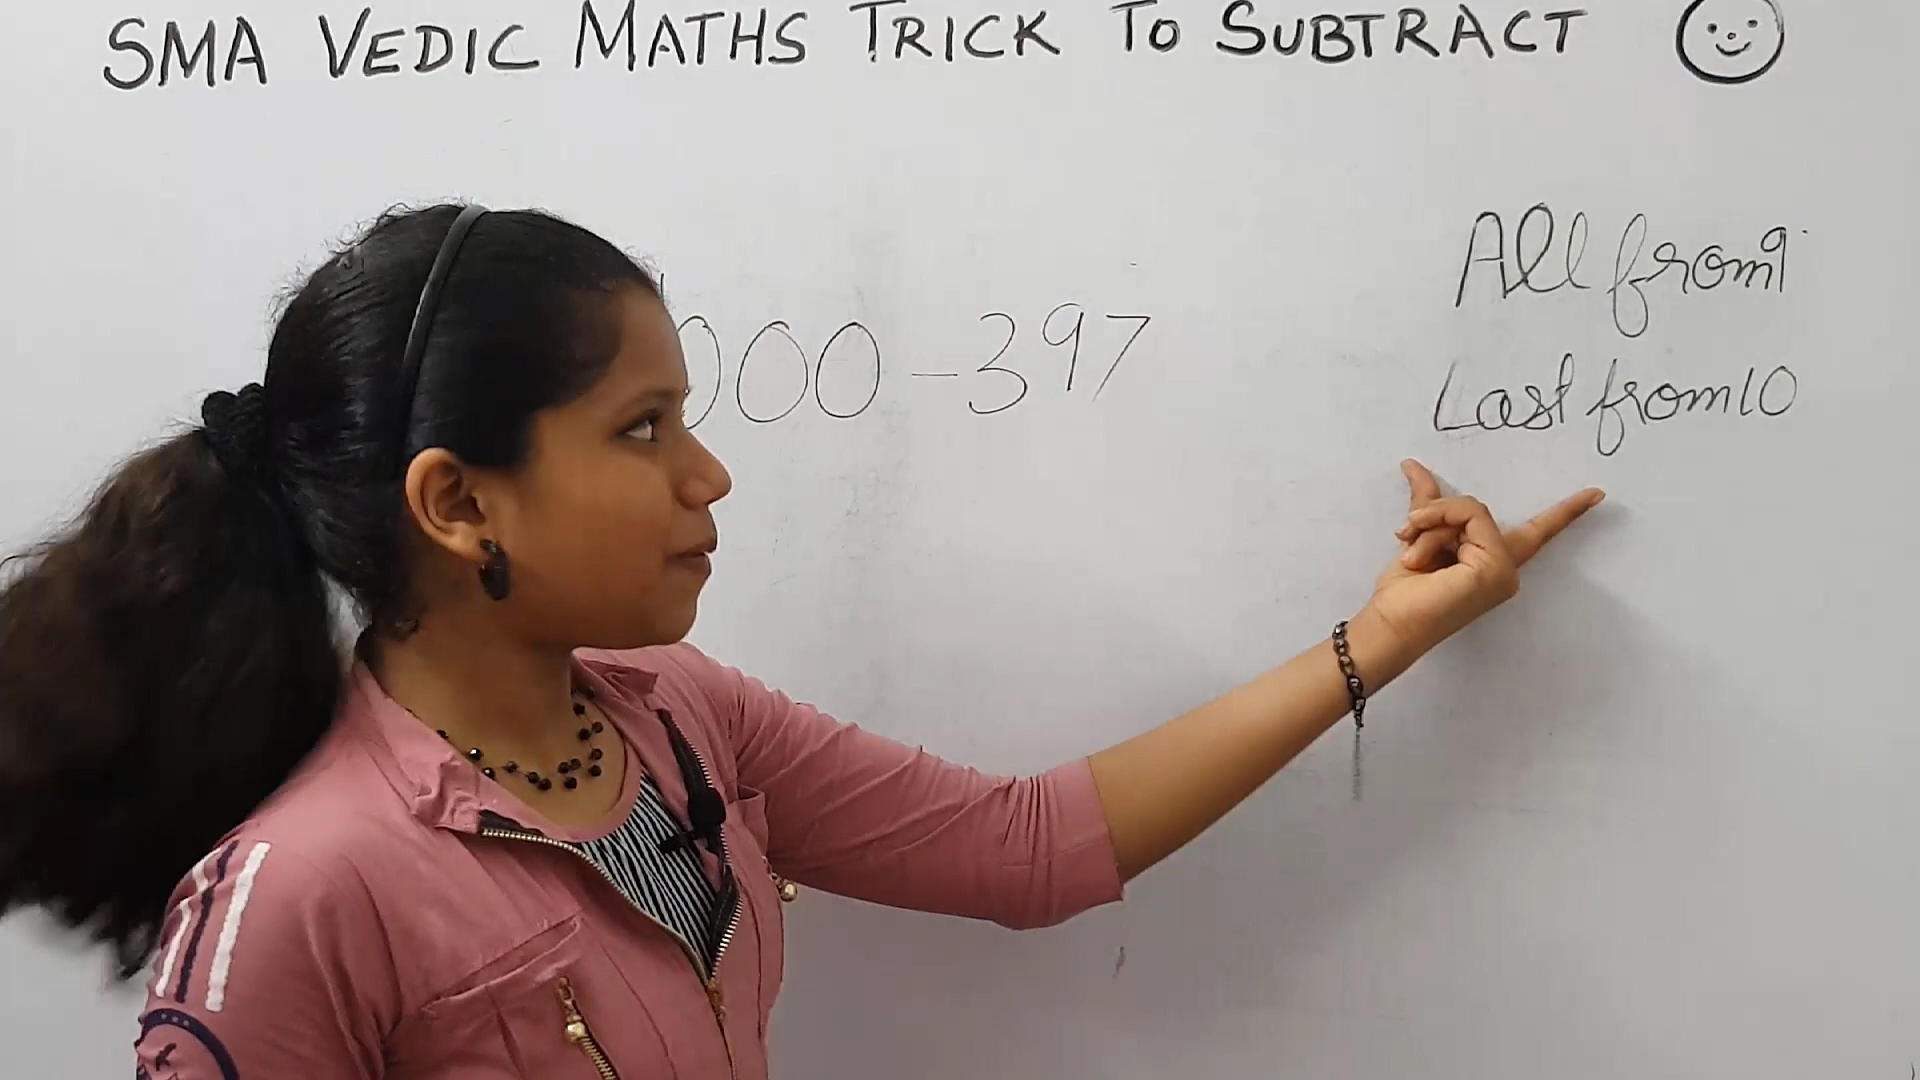 SMA VEDIC MATHS TRICK TO SUBTRACT
000 - 397
All from 9
Last from 10